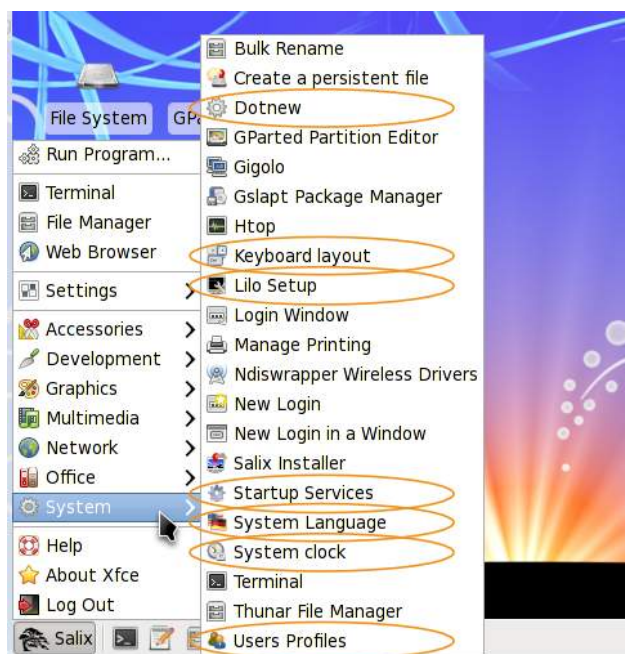 File System
GPa
Run Program...
Terminal
File Manager
Web Browser
Settings
Accessories
Development
Graphics
Multimedia
Network
Office
System
Help
About Xfce
Log Out
Salix
Bulk Rename
Create a persistent file
Dotnew
GParted Partition Editor
Gigolo
Gslapt Package Manager
Htop
Keyboard layout
Lilo Setup
Login Window
Manage Printing
Ndiswrapper Wireless Drivers
New Login
New Login in a Window
Salix Installer
Startup Services
System Language
System clock
Terminal
Thunar File Manager
Users Profiles